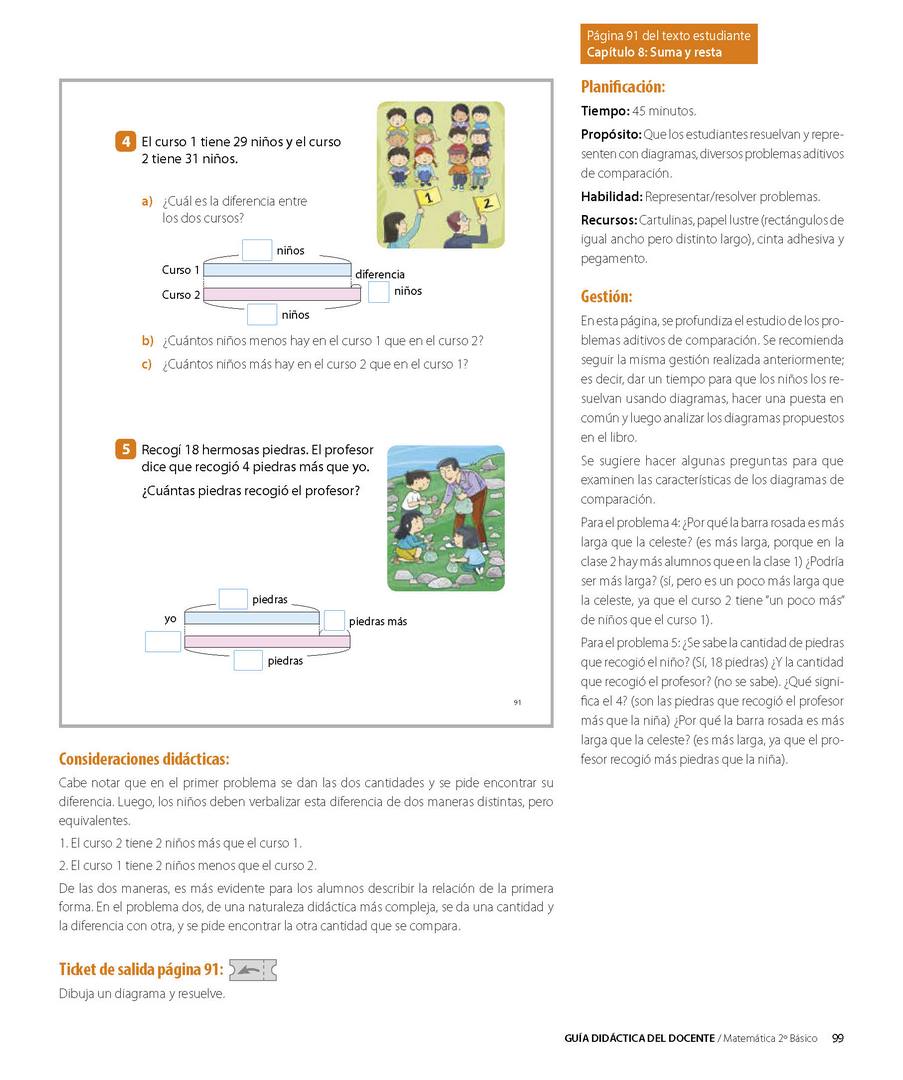 Página 91 del texto estudiante
Capítulo 8: Suma y resta
4 El curso 1 tiene 29 niños y el curso
2 tiene 31 niños.
1
2
a) ¿Cuál es la diferencia entre
los dos cursos?
niños
Curso 1
diferencia
Curso 2
niños
niños
b) ¿Cuántos niños menos hay en el curso 1 que en el curso 2?
c) ¿Cuántos niños más hay en el curso 2 que en el curso 1?
5 Recogí 18 hermosas piedras. El profesor
dice que recogió 4 piedras más que yo.
¿Cuántas piedras recogió el profesor?
piedras
yo
piedras más
piedras
91
Consideraciones didácticas:
Cabe notar que en el primer problema se dan las dos cantidades y se pide encontrar su
diferencia. Luego, los niños deben verbalizar esta diferencia de dos maneras distintas, pero
equivalentes.
1. El curso 2 tiene 2 niños más que el curso 1.
2. El curso 1 tiene 2 niños menos que el curso 2.
De las dos maneras, es más evidente para los alumnos describir la relación de la primera
forma. En el problema dos, de una naturaleza didáctica más compleja, se da una cantidad y
la diferencia con otra, y se pide encontrar la otra cantidad que se compara.
Ticket de salida página 91:
Dibuja un diagrama y resuelve.
Planificación:
Tiempo: 45 minutos.
Propósito: Que los estudiantes resuelvan y repre-
senten con diagramas, diversos problemas aditivos
de comparación.
Habilidad: Representar/resolver problemas.
Recursos: Cartulinas, papel lustre (rectángulos de
igual ancho pero distinto largo), cinta adhesiva y
pegamento.
Gestión:
En esta página, se profundiza el estudio de los pro-
blemas aditivos de comparación. Se recomienda
seguir la misma gestión realizada anteriormente;
es decir, dar un tiempo para que los niños los re-
suelvan usando diagramas, hacer una puesta en
común y luego analizar los diagramas propuestos
en el libro.
Se sugiere hacer algunas preguntas para que
examinen las características de los diagramas de
comparación.
Para el problema 4: ¿Por qué la barra rosada es más
larga que la celeste? (es más larga, porque en la
clase 2 hay más alumnos que en la clase 1) ¿Podría
ser más larga? (sí, pero es un poco más larga que
la celeste, ya que el curso 2 tiene "un poco más"
de niños que el curso 1).
Para el problema 5: ¿Se sabe la cantidad de piedras
que recogió el niño? (Sí, 18 piedras) ¿Y la cantidad
que recogió el profesor? (no se sabe). ¿Qué signi-
fica el 4? (son las piedras que recogió el profesor
más que la niña) ¿Por qué la barra rosada es más
larga que la celeste? (es más larga, ya que el pro-
fesor recogió más piedras que la niña).
GUÍA DIDÁCTICA DEL DOCENTE / Matemática 2º Básico 99